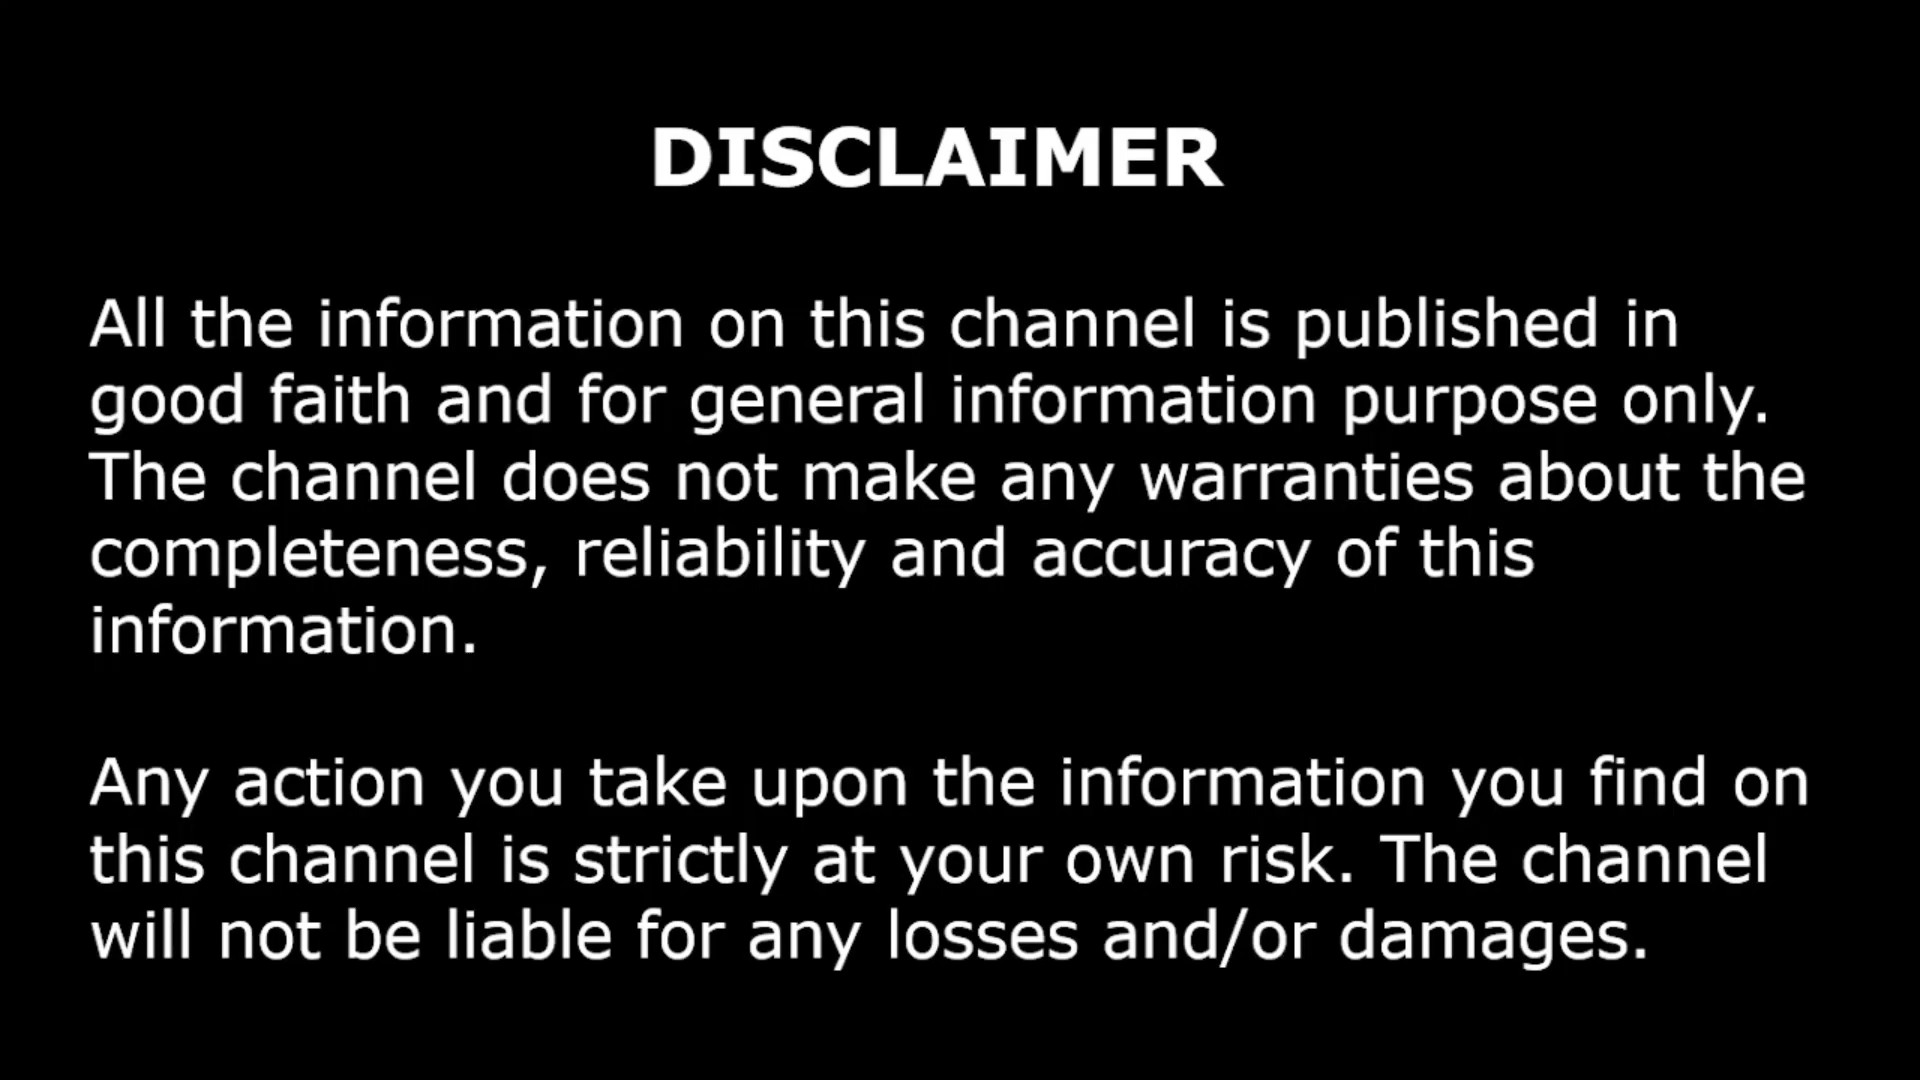 DISCLAIMER
All the information on this channel is published in
good faith and for general information purpose only.
The channel does not make any warranties about the
completeness, reliability and accuracy of this
information.
Any action you take upon the information you find on
this channel is strictly at your own risk. The channel
will not be liable for any losses and/or damages.